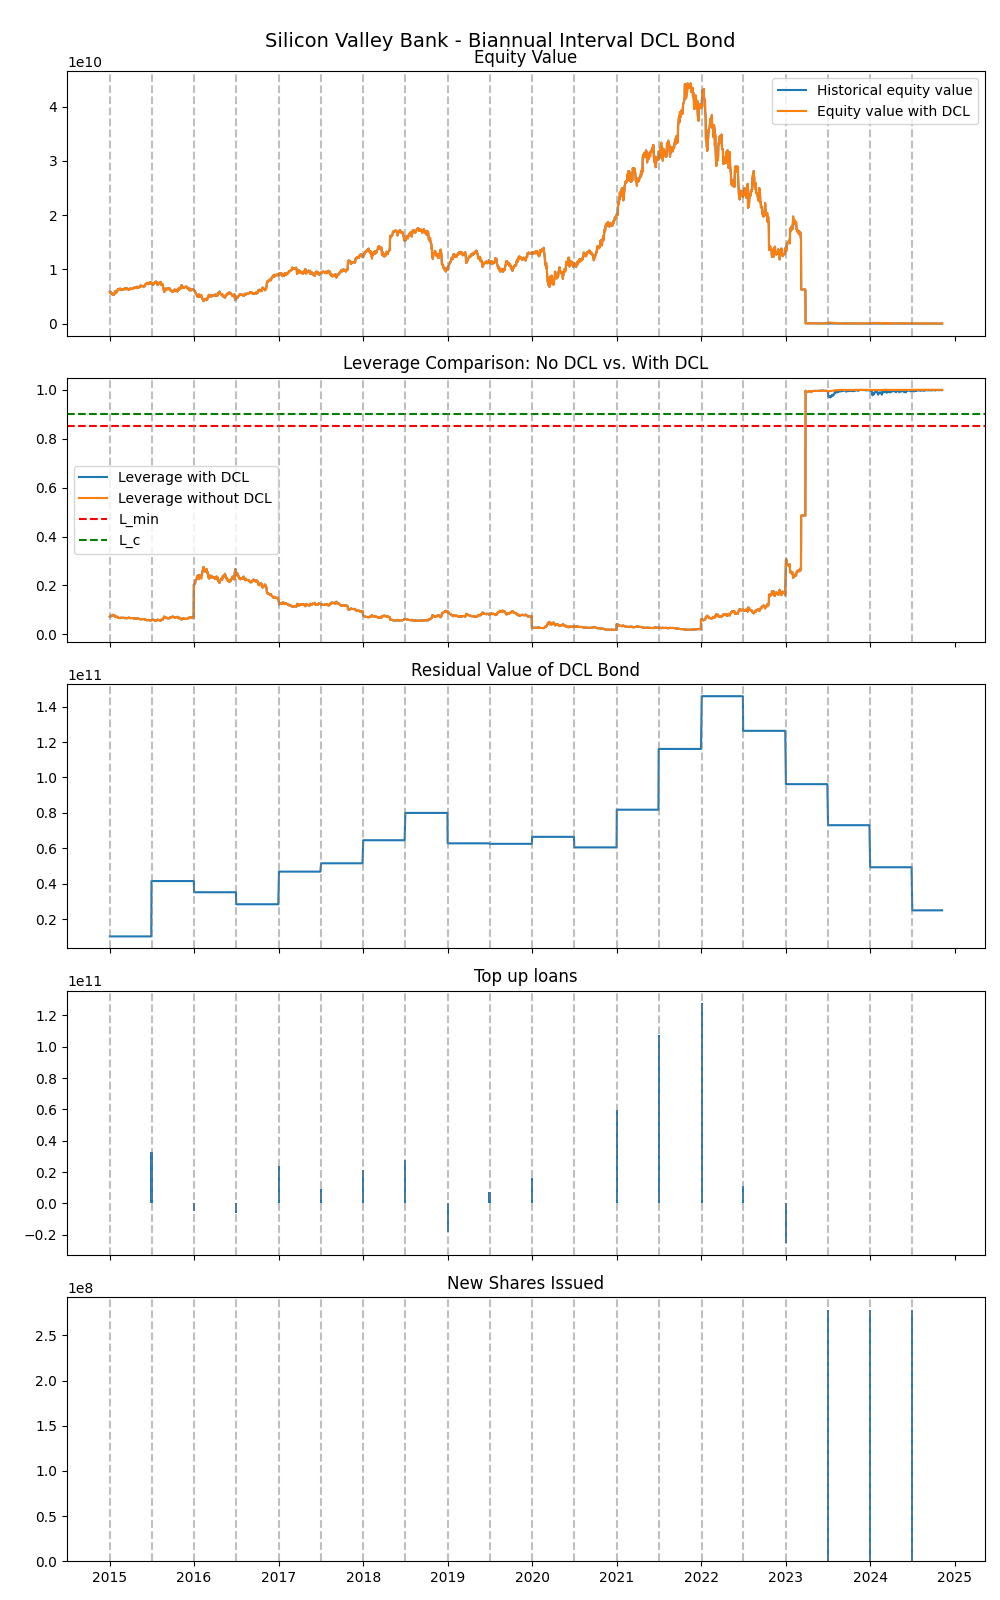 Silicon Valley Bank - Biannual Interval DCL Bond
Equity Value
1e10
4
3
2
1
0
Historical equity value
Equity value with DCL
Leverage Comparison: No DCL vs. With DCL
1.0
0.8
0.6
0.4
0.2
0.0
Leverage with DCL
Leverage without DCL
L_min
L_c
Residual Value of DCL Bond
1e11
1.4
1.2
1.0
0.8
0.6
0.4
0.2
Top up loans
1e11
1.2
1.0
0.8
0.6
0.4
0.2
0.0
−0.2
New Shares Issued
1e8
2.5
2.0
1.5
1.0
0.5
0.0
2015 2016 2017 2018 2019 2020 2021 2022 2023 2024 2025